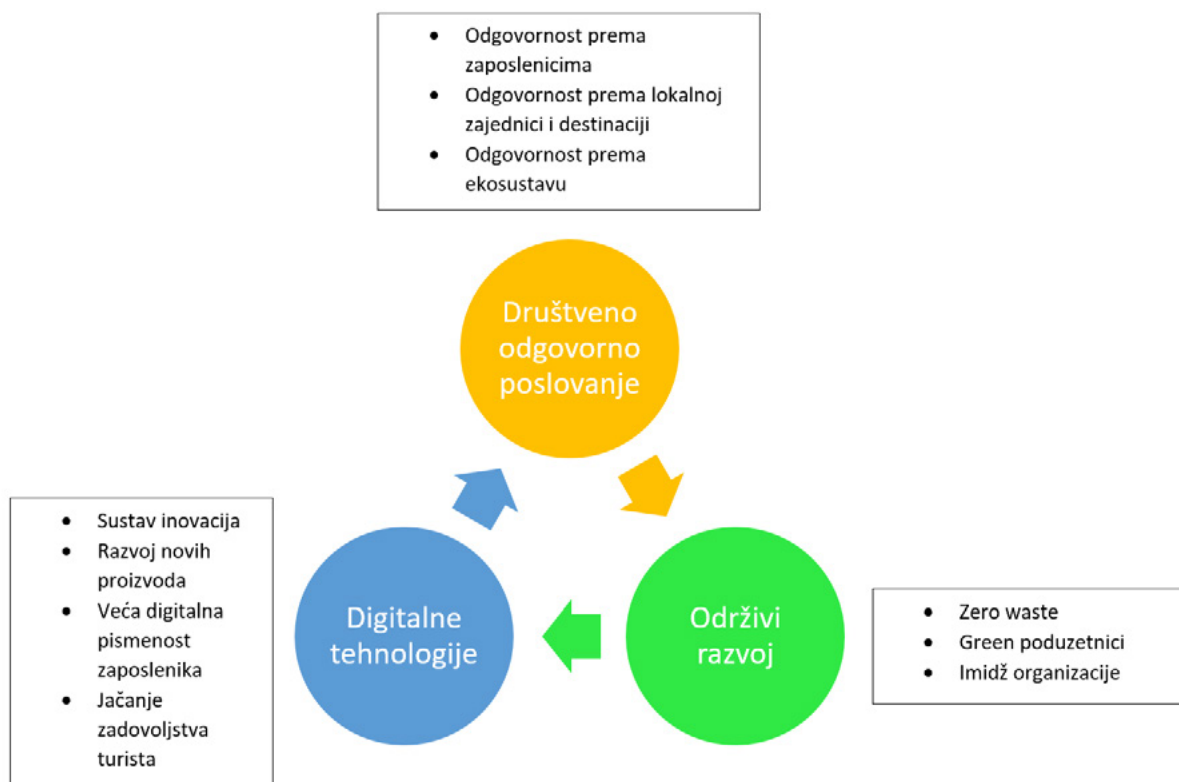 • Odgovornost prema
zaposlenicima
• Odgovornost prema lokalnoj
zajednici i destinaciji
• Odgovornost prema
ekosustavu
Društveno
odgovorno
poslovanje
• Sustav inovacija
• Razvoj novih
proizvoda
• Veća digitalna
pismenost
zaposlenika
• Jačanje
zadovoljstva
turista
Digitalne
tehnologije
Održivi
razvoj
• Zero waste
• Green poduzetnici
• Imidž organizacije